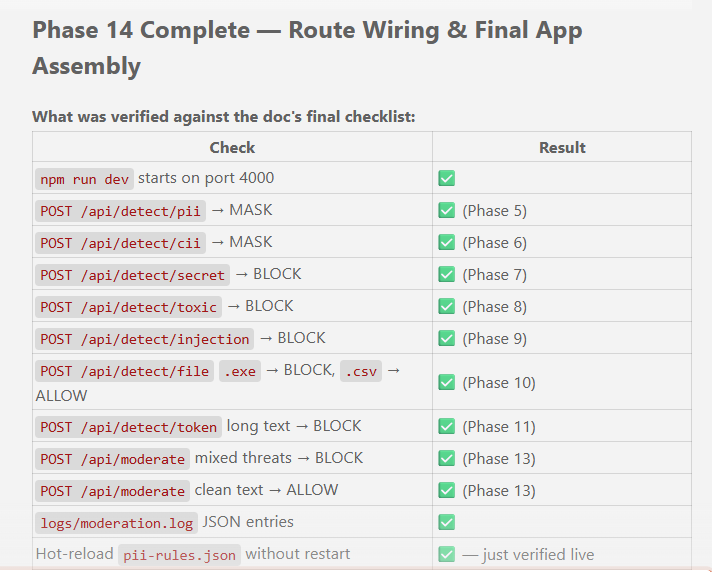 Phase 14 Complete — Route Wiring & Final App
Assembly
What was verified against the doc's final checklist:
Check Result
npm run dev starts on port 4000 ✅
POST /api/detect/pii → MASK ✅ (Phase 5)
POST /api/detect/cii → MASK ✅ (Phase 6)
POST /api/detect/secret → BLOCK ✅ (Phase 7)
POST /api/detect/toxic → BLOCK ✅ (Phase 8)
POST /api/detect/injection → BLOCK ✅ (Phase 9)
POST /api/detect/file .exe → BLOCK, .csv →
ALLOW ✅ (Phase 10)
POST /api/detect/token long text → BLOCK ✅ (Phase 11)
POST /api/moderate mixed threats → BLOCK ✅ (Phase 13)
POST /api/moderate clean text → ALLOW ✅ (Phase 13)
logs/moderation.log JSON entries ✅
Hot-reload pii-rules.json without restart ✅ — just verified live